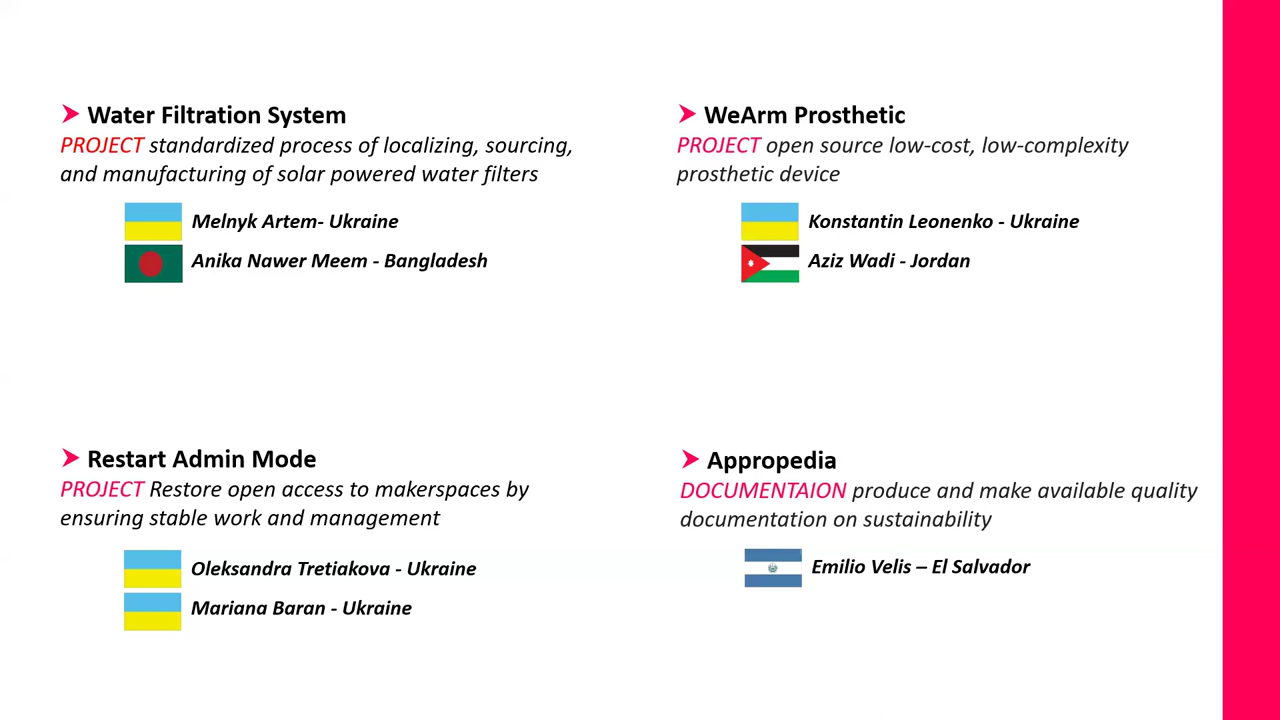 Water Filtration System
PROJECT standardized process of localizing, sourcing,
and manufacturing of solar powered water filters
Melnyk Artem- Ukraine
Anika Nawer Meem - Bangladesh
WeArm Prosthetic
PROJECT open source low-cost, low-complexity
prosthetic device
Konstantin Leonenko - Ukraine
Aziz Wadi - Jordan
Restart Admin Mode
PROJECT Restore open access to makerspaces by
ensuring stable work and management
Oleksandra Tretiakova - Ukraine
Mariana Baran - Ukraine
Appropedia
DOCUMENTAION produce and make available quality
documentation on sustainability
Emilio Velis – El Salvador